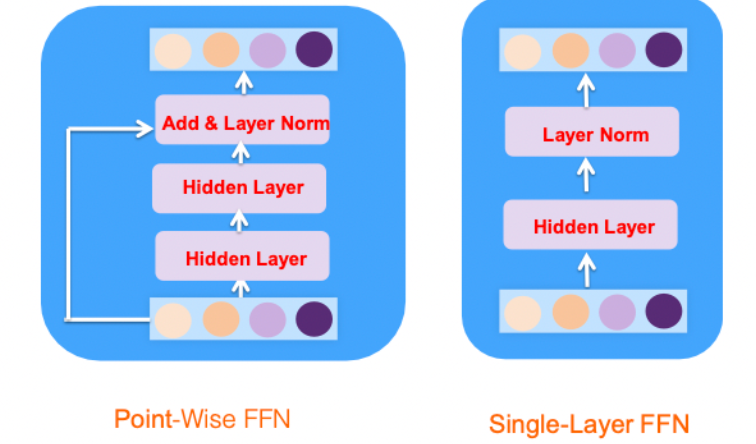 Add & Layer Norm
Hidden Layer
Hidden Layer
Point-Wise FFN
Layer Norm
Hidden Layer
Single-Layer FFN